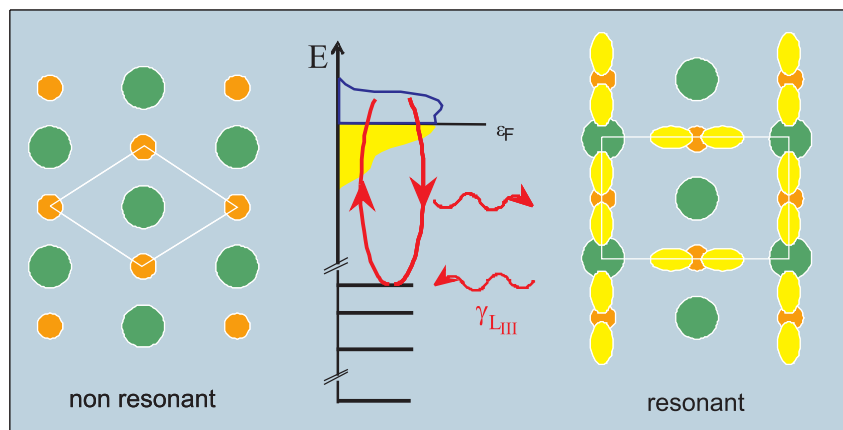 E
εF
γLIII
non resonant
resonant